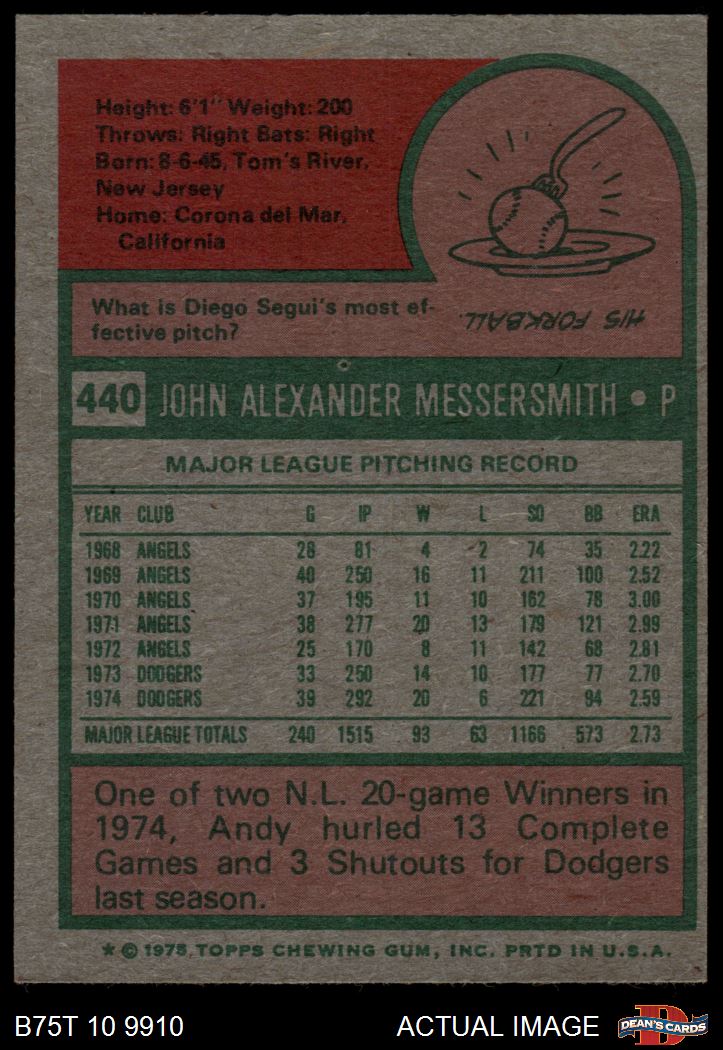 Height: 6'1" Weight: 200
Throws: Right Bats: Right
Born: 8-6-45, Tom's River,
New Jersey
Home: Corona del Mar,
California
What is Diego Segui's most ef-
fective pitch?
HIS FORKBALL.
440 JOHN ALEXANDER MESSERSMITH • P
MAJOR LEAGUE PITCHING RECORD
YEAR CLUB G IP W L SO BB ERA
1968 ANGELS 28 81 4 2 74 35 2.22
1969 ANGELS 40 250 16 11 211 100 2.52
1970 ANGELS 37 195 11 10 162 78 3.00
1971 ANGELS 38 277 20 13 179 121 2.99
1972 ANGELS 25 170 8 11 142 68 2.81
1973 DODGERS 33 250 14 10 177 77 2.70
1974 DODGERS 39 292 20 6 221 94 2.59
MAJOR LEAGUE TOTALS 240 1515 93 63 1166 573 2.73
One of two N.L. 20-game Winners in
1974, Andy hurled 13 Complete
Games and 3 Shutouts for Dodgers
last season.
* © 1975 TOPPS CHEWING GUM, INC. PRTD IN U.S.A.
B75T 10 9910 ACTUAL IMAGE DEAN'S CARDS